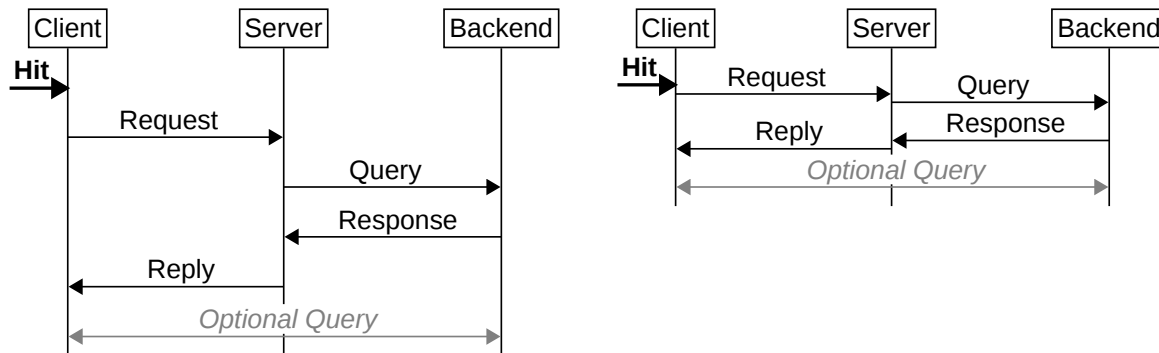 Client
Server
Backend
Hit
Request
Query
Response
Reply
Optional Query
Client
Server
Backend
Hit
Request
Query
Response
Reply
Optional Query